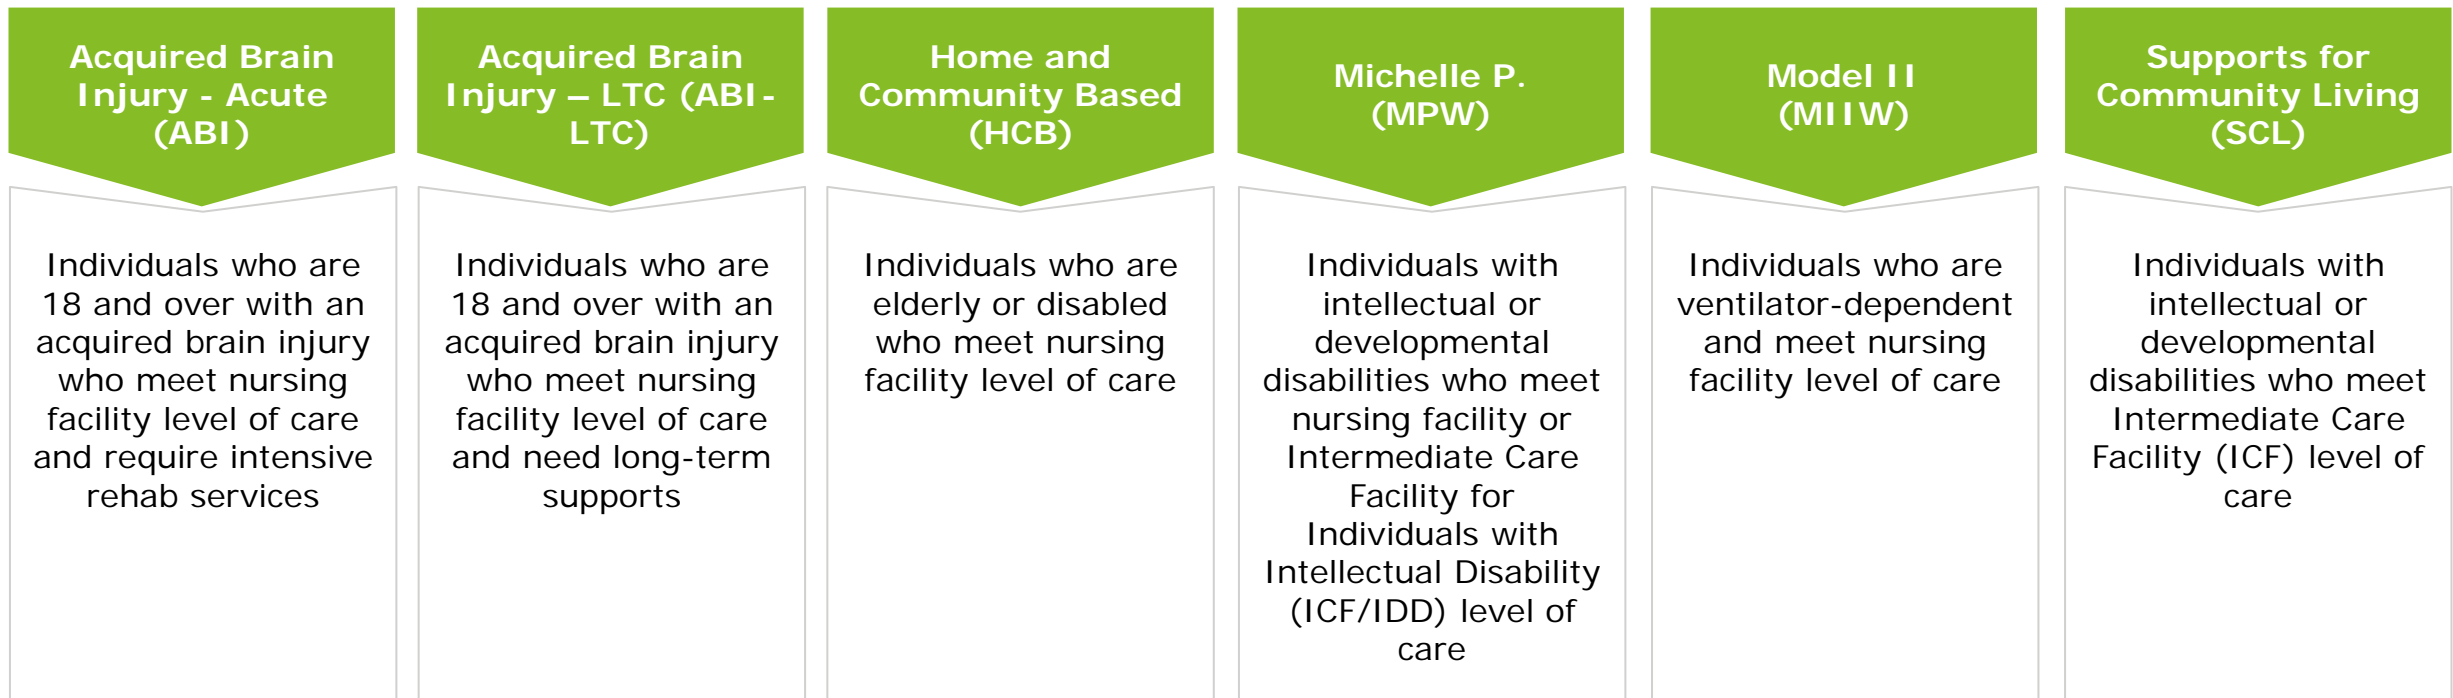 Acquired Brain
Injury - Acute
(ABI)
Individuals who are
18 and over with an
acquired brain injury
who meet nursing
facility level of care
and require intensive
rehab services
Acquired Brain
Injury – LTC (ABI-
LTC)
Individuals who are
18 and over with an
acquired brain injury
who meet nursing
facility level of care
and need long-term
supports
Home and
Community Based
(HCB)
Individuals who are
elderly or disabled
who meet nursing
facility level of care
Michelle P.
(MPW)
Individuals with
intellectual or
developmental
disabilities who meet
nursing facility or
Intermediate Care
Facility for
Individuals with
Intellectual Disability
(ICF/IDD) level of
care
Model II
(MIIW)
Individuals who are
ventilator-dependent
and meet nursing
facility level of care
Supports for
Community Living
(SCL)
Individuals with
intellectual or
developmental
disabilities who meet
Intermediate Care
Facility (ICF) level of
care